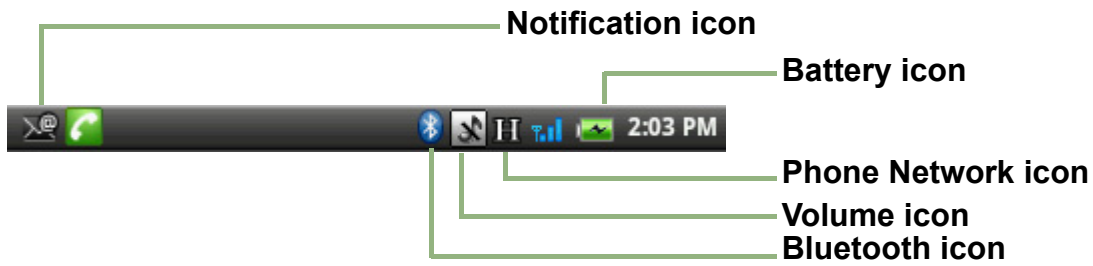 Notification icon
Battery icon
@ H 2:03 PM
Phone Network icon
Volume icon
Bluetooth icon